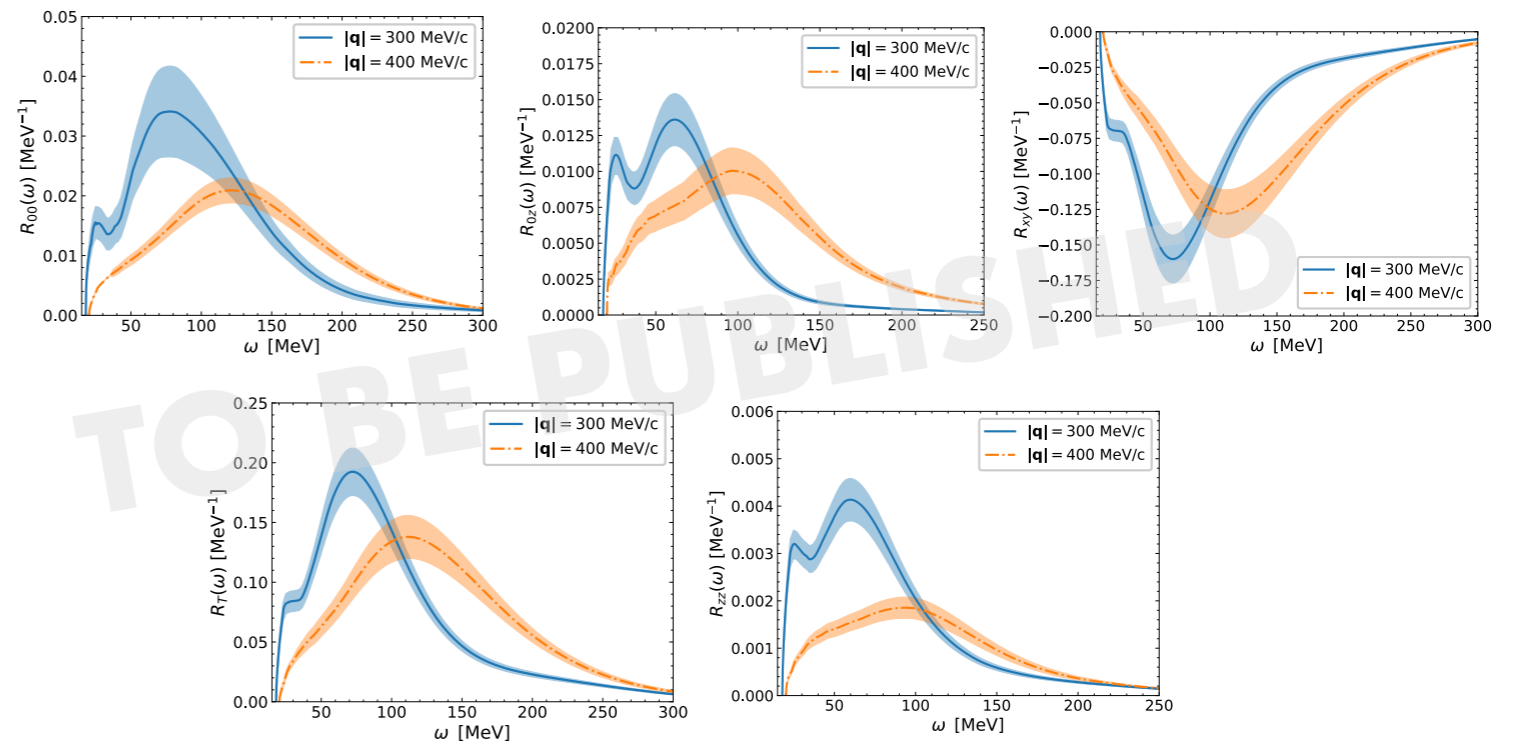 0.05
0.04
0.03
0.02
0.01
0.00
R00(ω) [MeV−1]
|q| = 300 MeV/c
|q| = 400 MeV/c
50 100 150 200 250 300
ω [MeV]
0.0200
0.0175
0.0150
0.0125
0.0100
0.0075
0.0050
0.0025
0.0000
R0z(ω) [MeV−1]
|q| = 300 MeV/c
|q| = 400 MeV/c
50 100 150 200 250
ω [MeV]
0.000
−0.025
−0.050
−0.075
−0.100
−0.125
−0.150
−0.175
−0.200
Rxy(ω) [MeV−1]
|q| = 300 MeV/c
|q| = 400 MeV/c
50 100 150 200 250 300
ω [MeV]
TO BE PUBLISHED
0.25
0.20
0.15
0.10
0.05
0.00
RT(ω) [MeV−1]
|q| = 300 MeV/c
|q| = 400 MeV/c
50 100 150 200 250 300
ω [MeV]
0.006
0.005
0.004
0.003
0.002
0.001
0.000
Rzz(ω) [MeV−1]
|q| = 300 MeV/c
|q| = 400 MeV/c
50 100 150 200 250
ω [MeV]